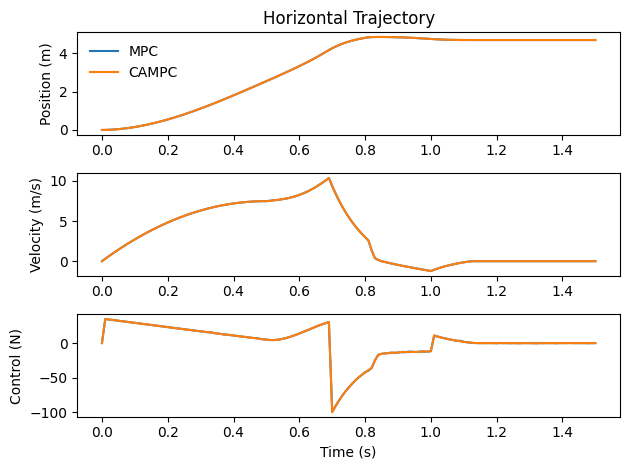 Horizontal Trajectory
MPC
CAMPC
Position (m)
4
2
0
0.0 0.2 0.4 0.6 0.8 1.0 1.2 1.4
Velocity (m/s)
10
5
0
0.0 0.2 0.4 0.6 0.8 1.0 1.2 1.4
Control (N)
0
−50
−100
0.0 0.2 0.4 0.6 0.8 1.0 1.2 1.4
Time (s)